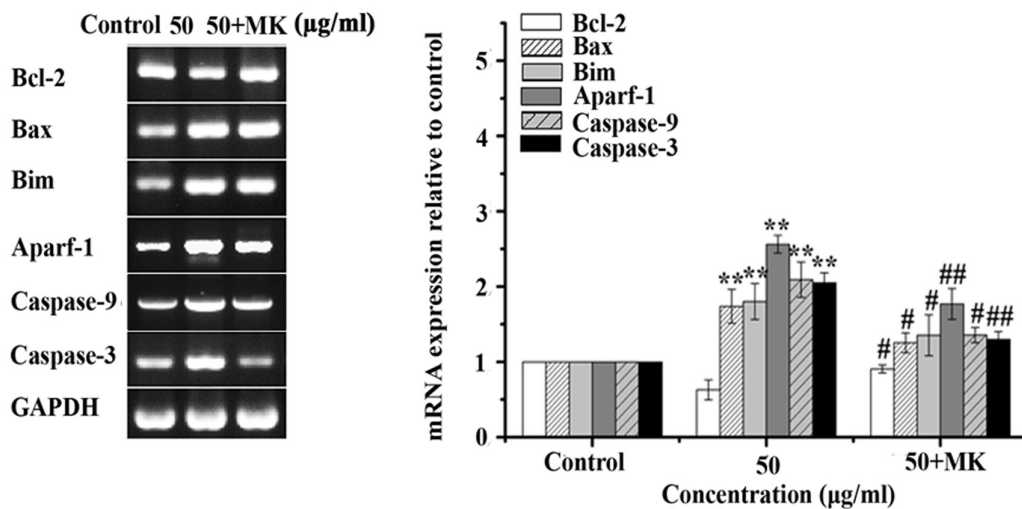 Control 50 50+MK (μg/ml)
Bcl-2
Bax
Bim
Aparf-1
Caspase-9
Caspase-3
GAPDH
mRNA expression relative to control
5
4
3
2
1
0
Bcl-2
Bax
Bim
Aparf-1
Caspase-9
Caspase-3
** ** ** ** **
# # # ## # ##
Control 50 50+MK
Concentration (μg/ml)